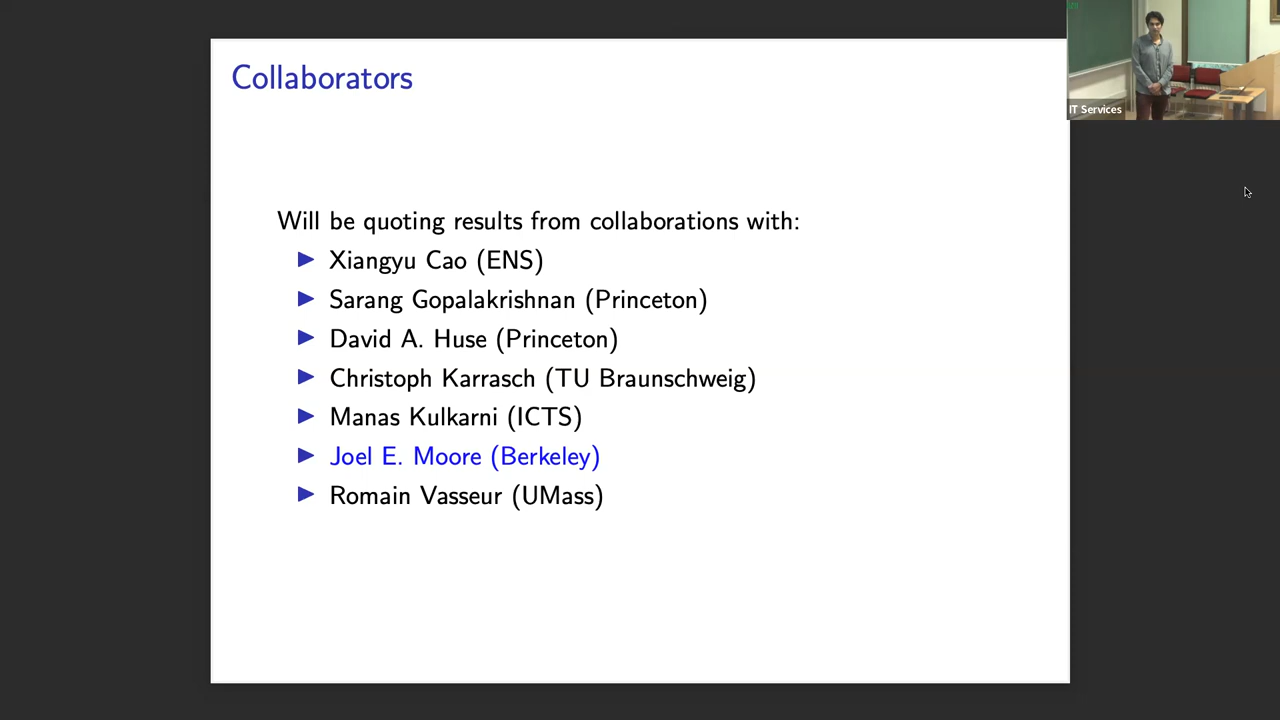 Collaborators
IT Services
Will be quoting results from collaborations with:
Xiangyu Cao (ENS)
Sarang Gopalakrishnan (Princeton)
David A. Huse (Princeton)
Christoph Karrasch (TU Braunschweig)
Manas Kulkarni (ICTS)
Joel E. Moore (Berkeley)
Romain Vasseur (UMass)